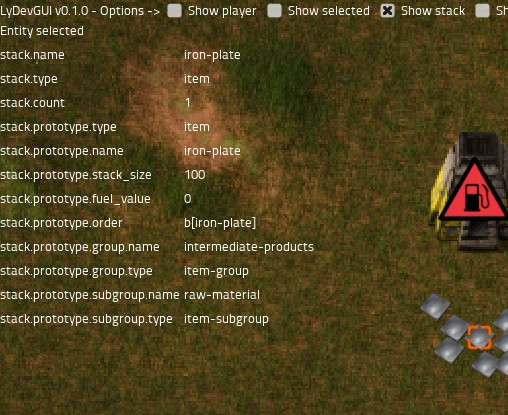 LyDevGUI v0.1.0 - Options -> Show player Show selected Show stack Sh
Entity selected
stack.name iron-plate
stack.type item
stack.count 1
stack.prototype.type item
stack.prototype.name iron-plate
stack.prototype.stack_size 100
stack.prototype.fuel_value 0
stack.prototype.order b[iron-plate]
stack.prototype.group.name intermediate-products
stack.prototype.group.type item-group
stack.prototype.subgroup.name raw-material
stack.prototype.subgroup.type item-subgroup